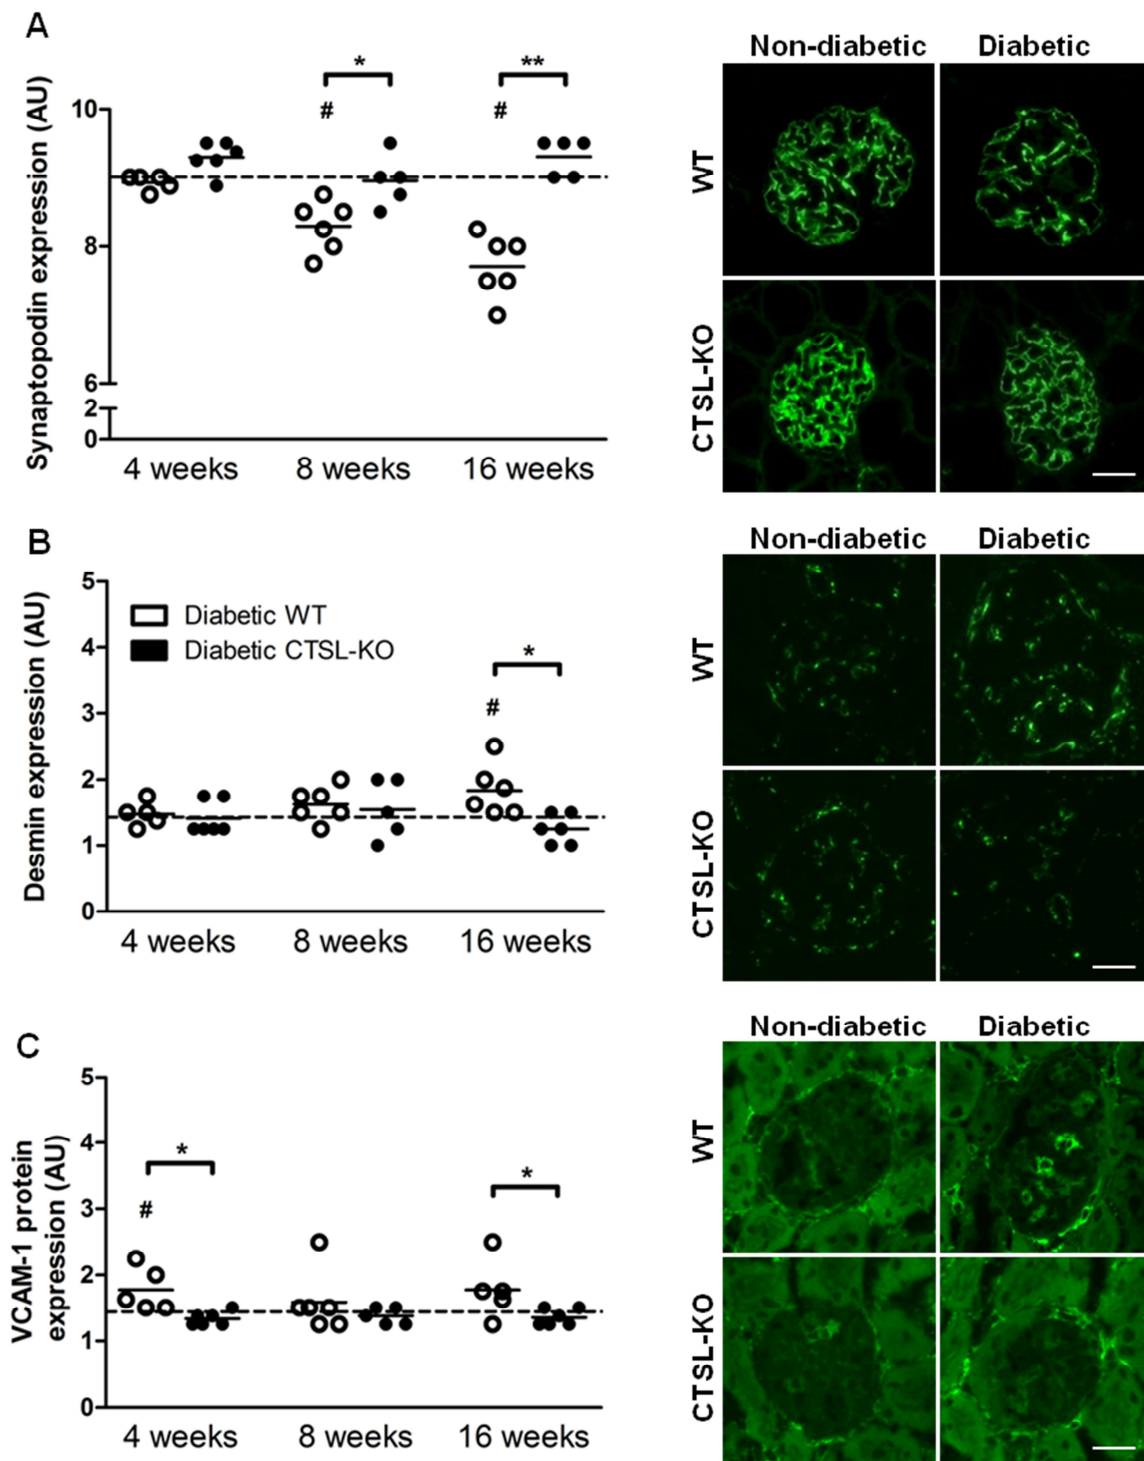 A
Synaptopodin expression (AU)
10
8
6
2
0
#
*
#
**
4 weeks
8 weeks
16 weeks
Non-diabetic
Diabetic
WT
CTSL-KO
B
Desmin expression (AU)
5
4
3
2
1
0
Diabetic WT
Diabetic CTSL-KO
#
*
4 weeks
8 weeks
16 weeks
Non-diabetic
Diabetic
WT
CTSL-KO
C
VCAM-1 protein
expression (AU)
5
4
3
2
1
0
#
*
*
4 weeks
8 weeks
16 weeks
Non-diabetic
Diabetic
WT
CTSL-KO